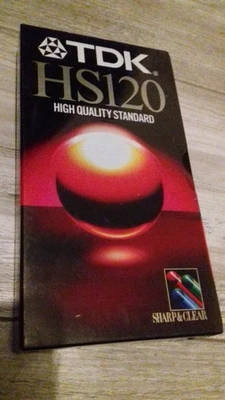 TDK®
HS120
HIGH QUALITY STANDARD
SHARP&CLEAR